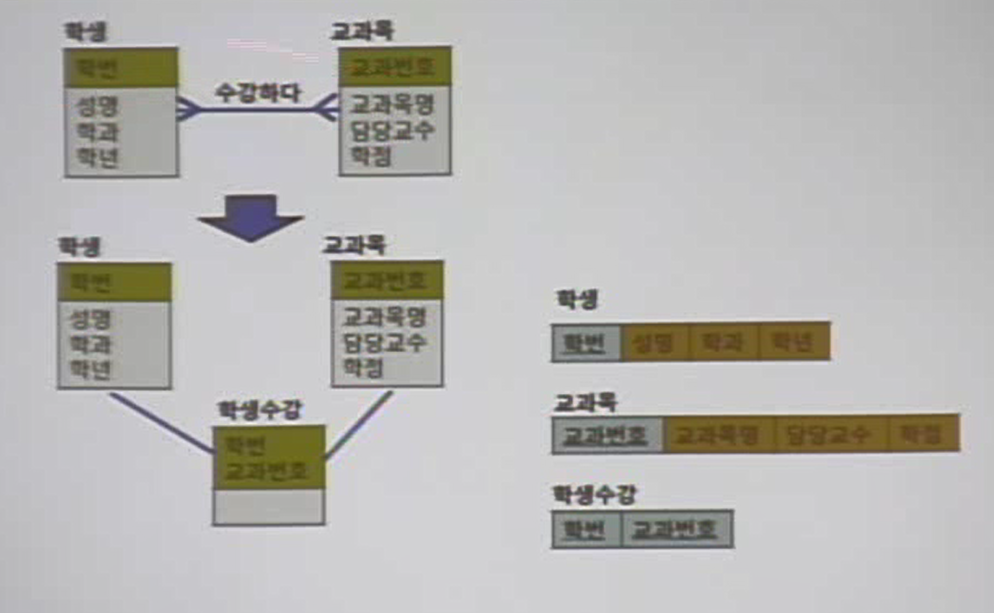 학생
학번
성명
학과
학년
수강하다
교과목
교과번호
교과목명
담당교수
학점
학생
학번
성명
학과
학년
교과목
교과번호
교과목명
담당교수
학점
학생수강
학번
교과번호
학생
학번 성명 학과 학년
교과목
교과번호 교과목명 담당교수 학점
학생수강
학번 교과번호